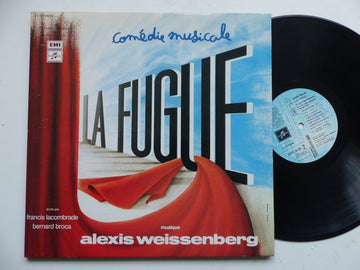 comédie musicale
EMI
LA FUGUE
écrite par
francis lacombrade
bernard broca
musique
alexis weissenberg